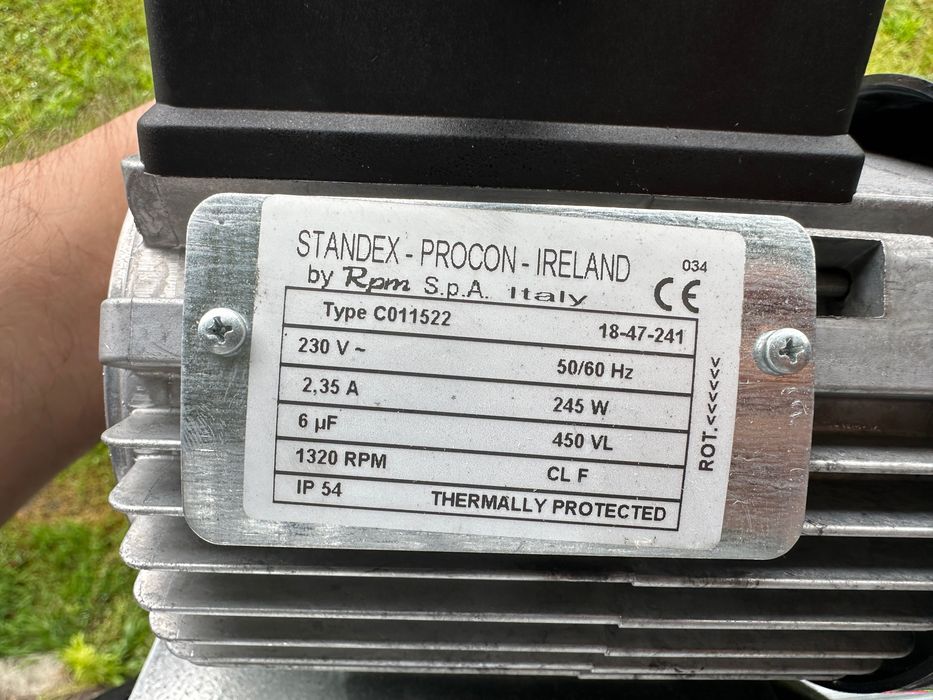 STANDEX - PROCON - IRELAND
by Rpm S.p.A. Italy
034
CE
Type C011522 18-47-241
230 V ~ 50/60 Hz
2,35 A 245 W
6 µF 450 VL
1320 RPM CL F
IP 54 THERMALLY PROTECTED
ROT. <<<<<<